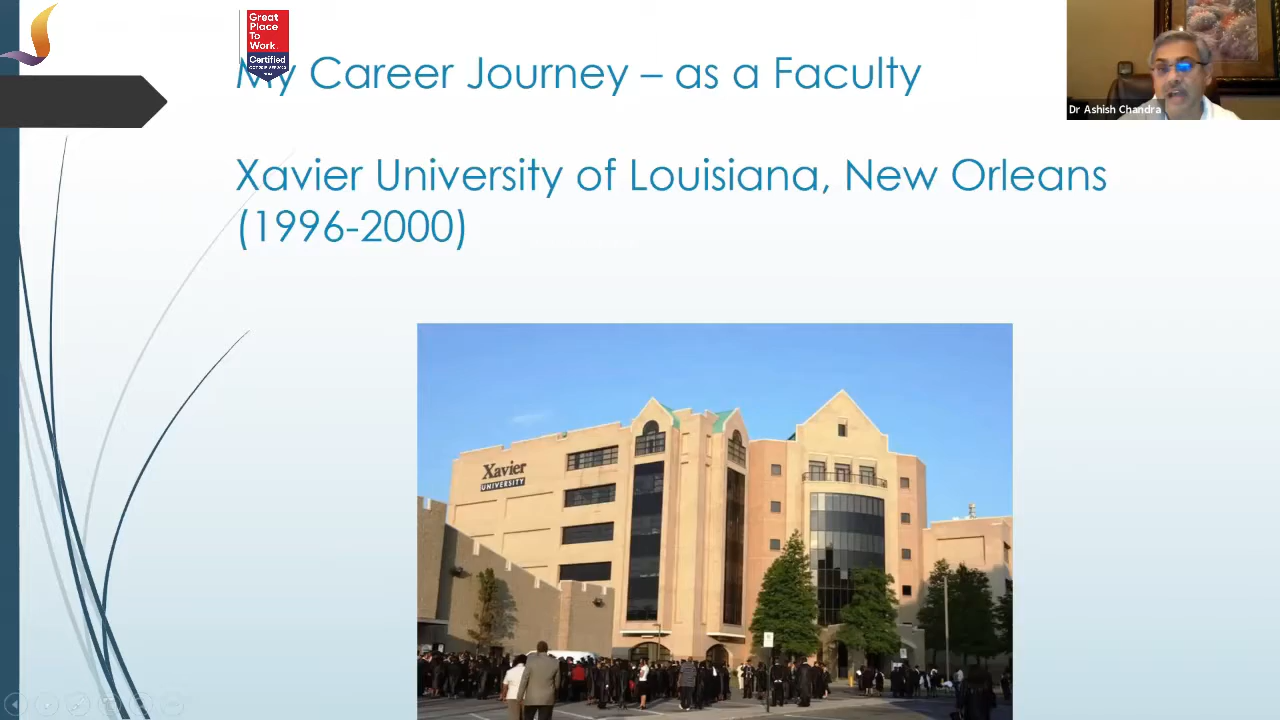 Great
Place
To
Work.
Certified
My Career Journey – as a Faculty
Dr Ashish Chandra
Xavier University of Louisiana, New Orleans
(1996-2000)
Xavier
UNIVERSITY